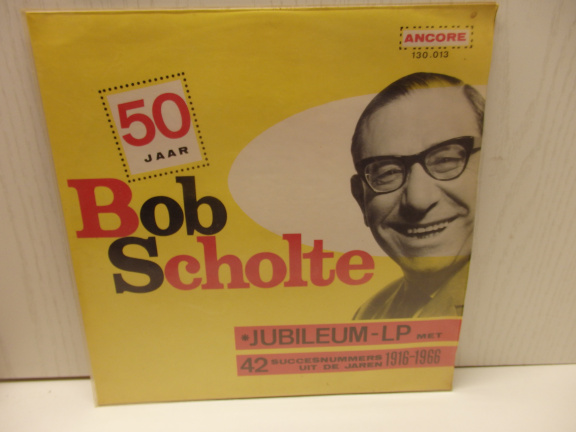 ANCORE
130.013
50
JAAR
Bob
Scholte
•JUBILEUM-LP MET
42 SUCCESNUMMERS
UIT DE JAREN 1916-1966